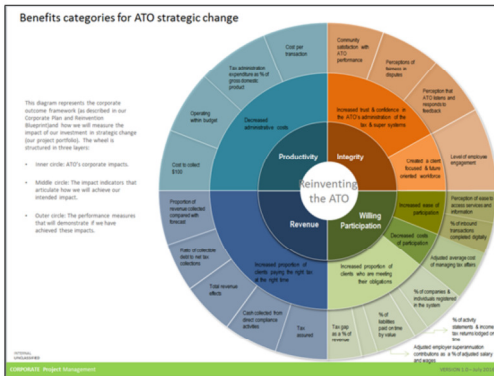 Benefits categories for ATO strategic change
This diagram represents the corporate
outcome framework (as described in our
Corporate Plan and Reinvention
Blueprint)and how we will measure the
impact of our investment in strategic change
(our project portfolio). The wheel is
structured in three layers:
• Inner circle: ATO's corporate impacts.
• Middle circle: The impact indicators that
articulate how we will achieve our
intended impact.
• Outer circle: The performance measures
that will demonstrate if we have
achieved these impacts.
Cost per
transaction
Tax administration
expenditure as % of
gross domestic
product
Operating
within budget
Cost to collect
$100
Community
satisfaction with
ATO
performance
Perceptions of
fairness in
disputes
Perception that
ATO listens and
responds to
feedback
Level of employee
engagement
Decreased
administrative costs
Increased trust & confidence
in the ATO's administration of the
tax & super systems
Created a client
focused & future
oriented workforce
Productivity
Integrity
Reinventing
the ATO
Revenue
Willing
Participation
Increased ease of
participation
Decreased costs
of participation
Increased proportion of
clients paying the right tax
at the right time
Increased proportion of
clients who are meeting
their obligations
Perception of ease to
access services and
information
% of inbound
transactions
completed digitally
Adjusted average cost
of managing tax affairs
% of companies &
individuals registered
in the system
% of activity
statements & income
tax returns lodged on
time
% of
liabilities
paid on time
by value
Adjusted employer superannuation
contributions as a % of adjusted salary
and wages
Tax gap
as a % of
revenue
Tax
assured
Cash collected from
direct compliance
activities
Total revenue
effects
Ratio of collection
debt to net tax
collections
Proportion of
revenue collected
compared with
forecast
UNCLASSIFIED
CORPORATE Project Management
VERSION 1.0 – July